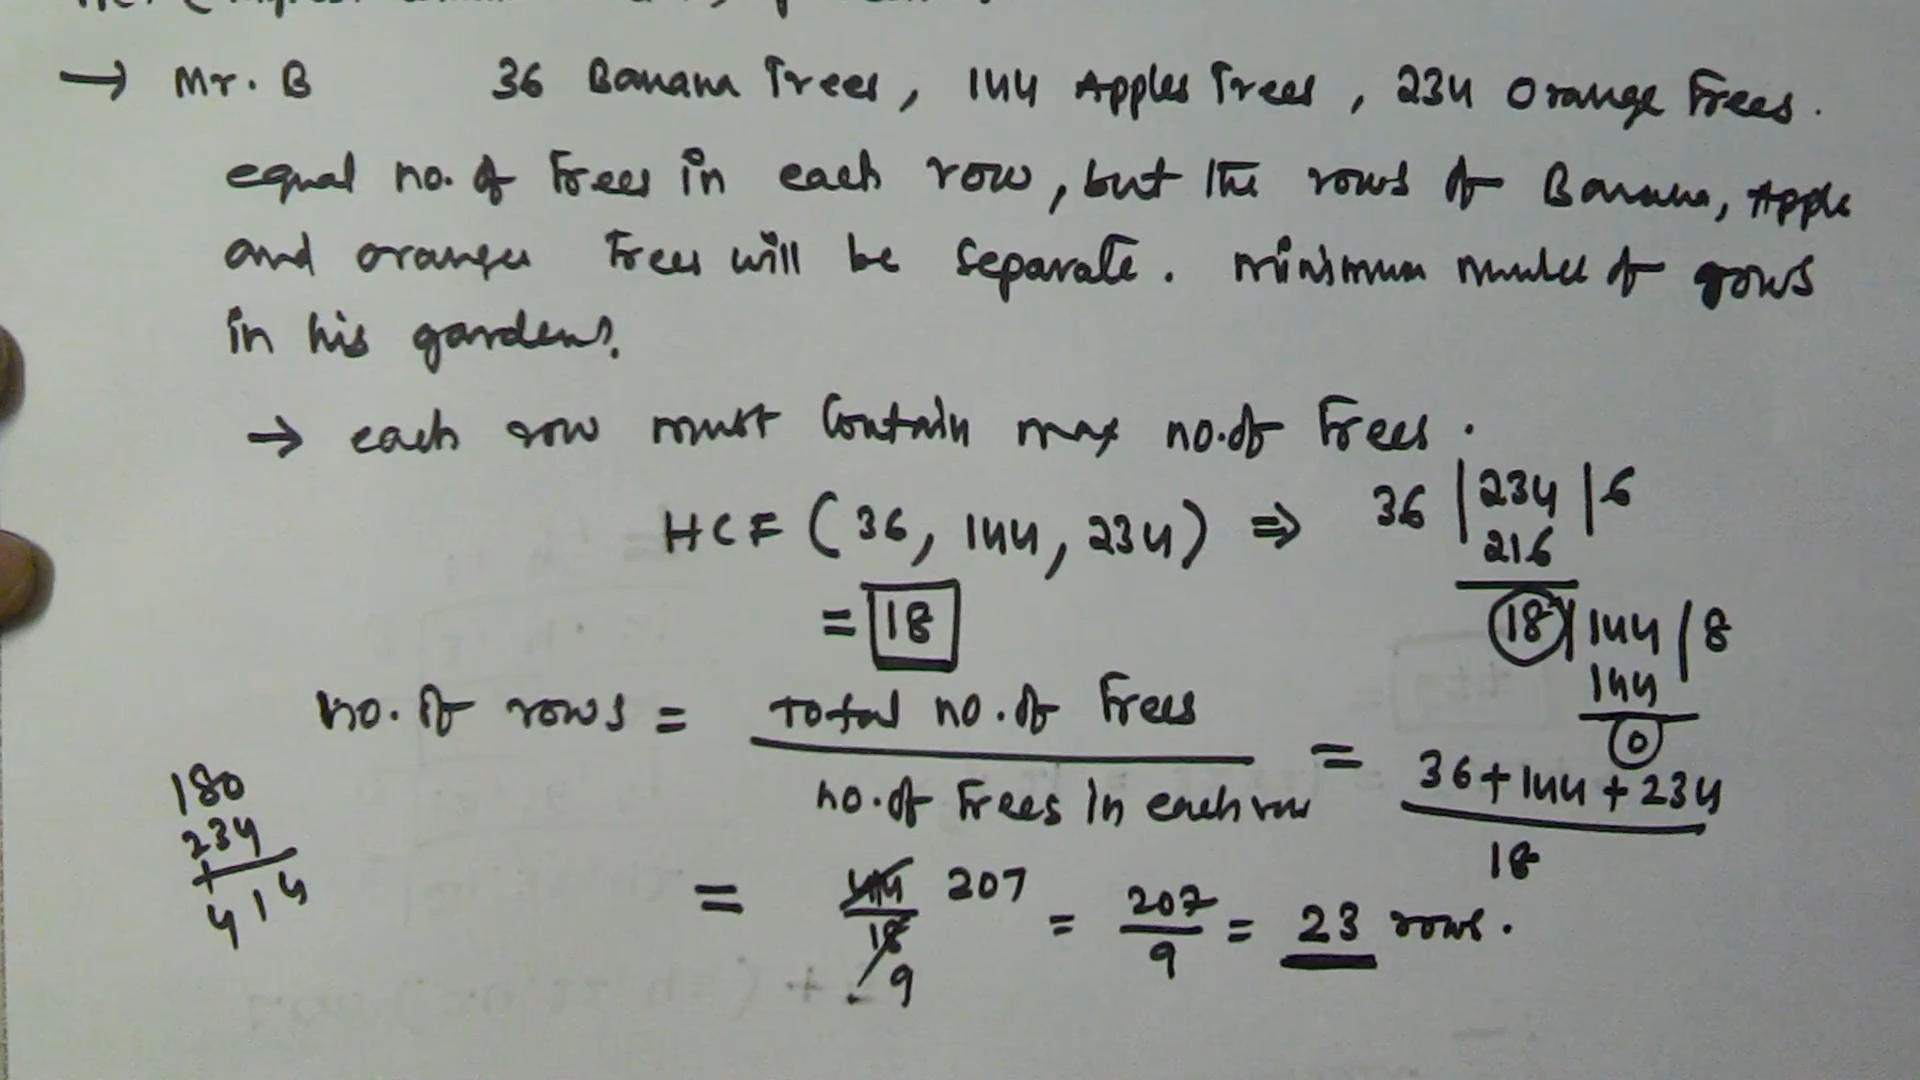 → Mr. B 36 Banana Trees, 144 Apples Trees, 234 Orange Trees.
equal no. of Trees in each row, but the rows of Banana, Apple
and oranges Trees will be separate. minimum number of rows
in his gardens.
→ each row must contain max no. of Trees.
HCF (36, 144, 234) ⇒ 36 | 234 | 6
216
= 18 18 | 144 | 8
144
0
no. of rows = Total no. of Trees / no. of Trees in each row = 36+144+234 / 18
180
234
+
414
= 414/18 207 9 = 207/9 = 23 rows.